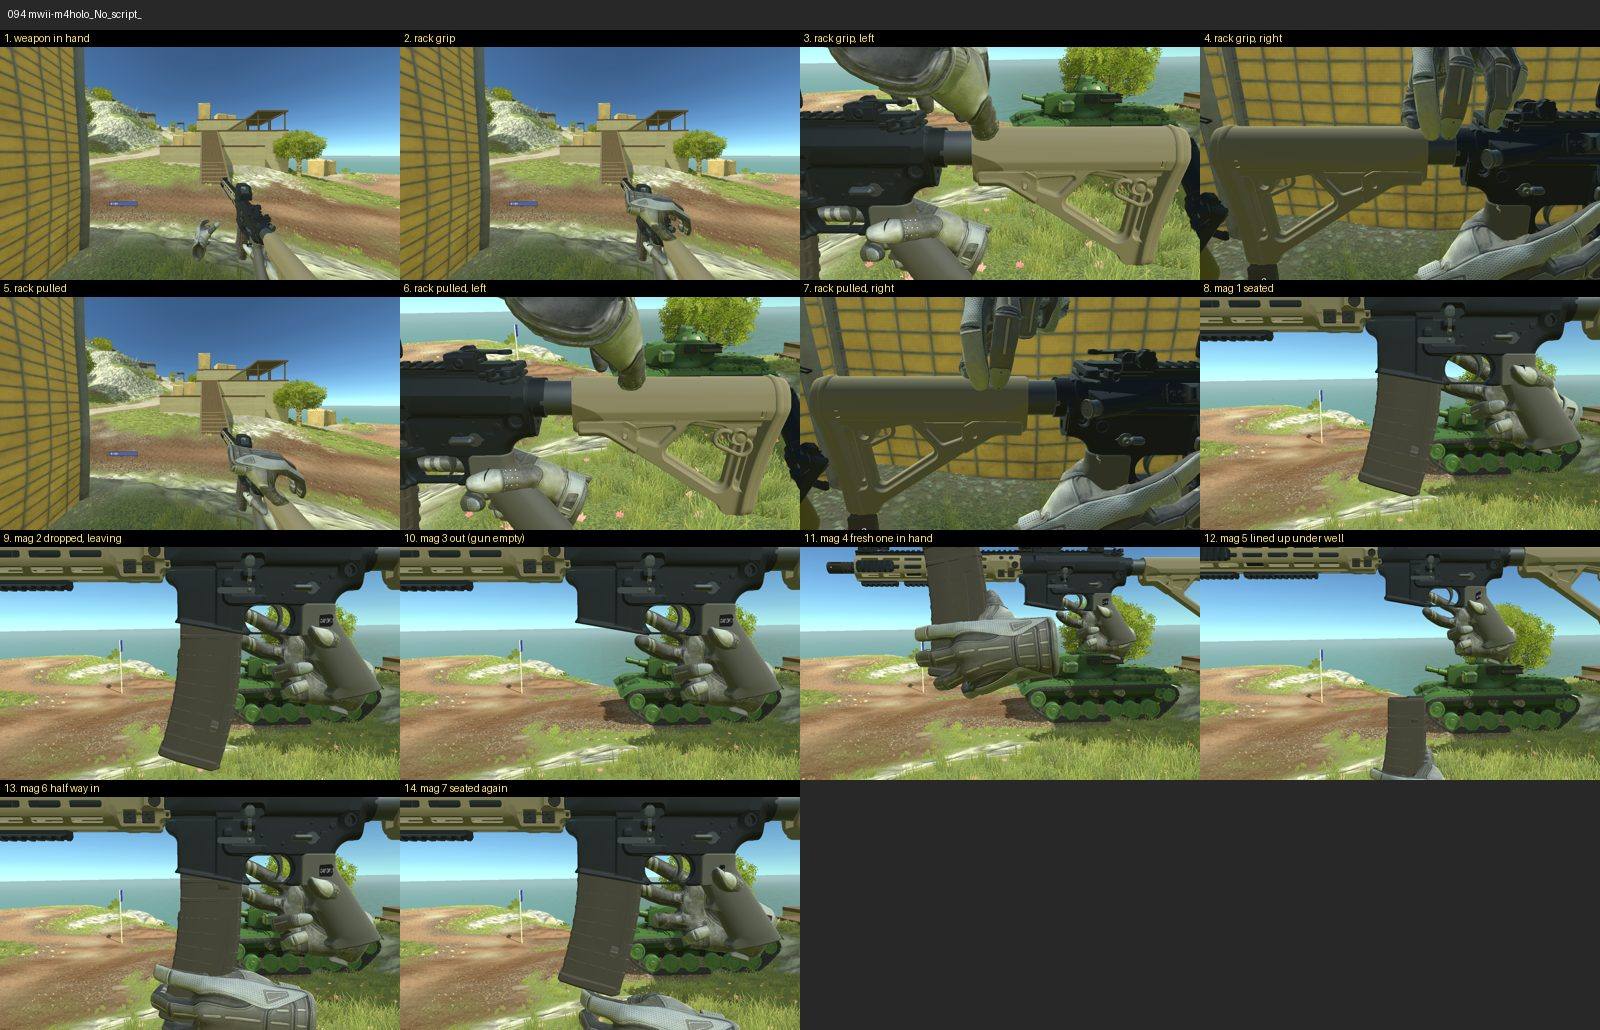 094 mwii-m4holo_No_script_
1. weapon in hand
2. rack grip
3. rack grip, left
4. rack grip, right
5. rack pulled
6. rack pulled, left
7. rack pulled, right
8. mag 1 seated
9. mag 2 dropped, leaving
10. mag 3 out (gun empty)
11. mag 4 fresh one in hand
12. mag 5 lined up under well
13. mag 6 half way in
14. mag 7 seated again